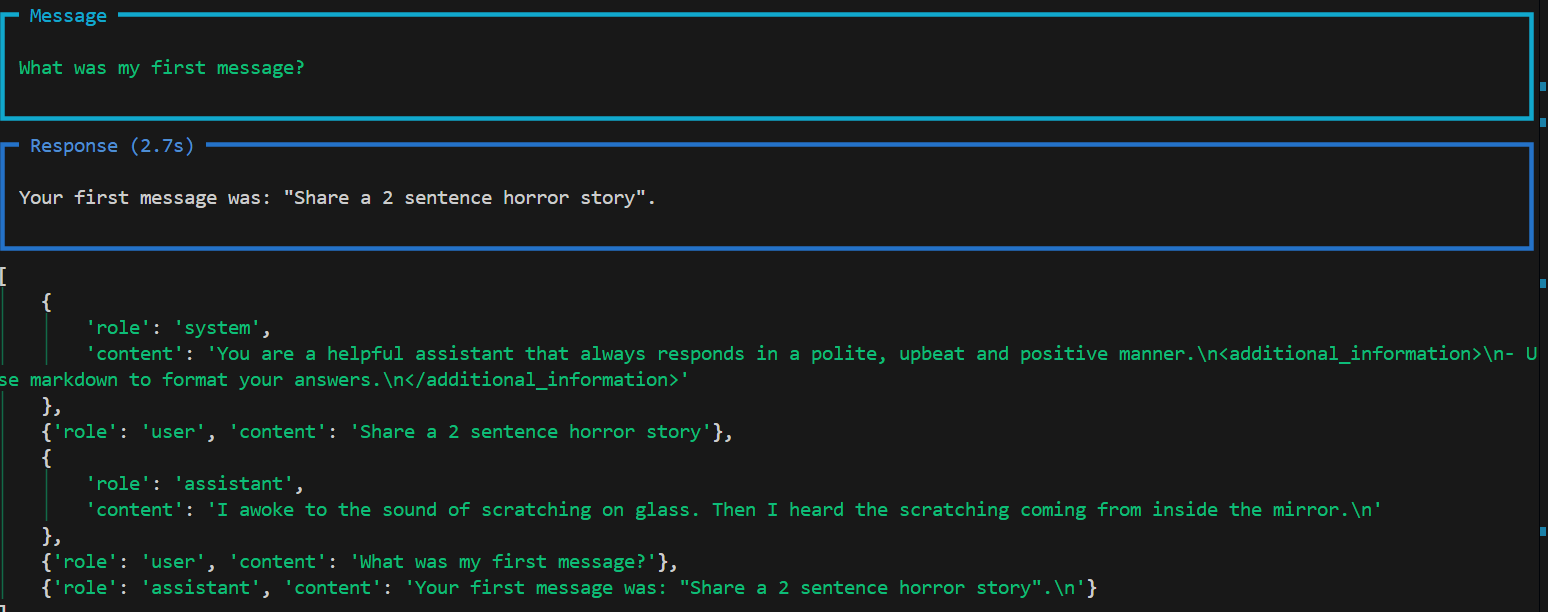 Message
What was my first message?
Response (2.7s)
Your first message was: "Share a 2 sentence horror story".
[
{
'role': 'system',
'content': 'You are a helpful assistant that always responds in a polite, upbeat and positive manner.\n<additional_information>\n- U
se markdown to format your answers.\n</additional_information>'
},
{'role': 'user', 'content': 'Share a 2 sentence horror story'},
{
'role': 'assistant',
'content': 'I awoke to the sound of scratching on glass. Then I heard the scratching coming from inside the mirror.\n'
},
{'role': 'user', 'content': 'What was my first message?'},
{'role': 'assistant', 'content': 'Your first message was: "Share a 2 sentence horror story".\n'}
]